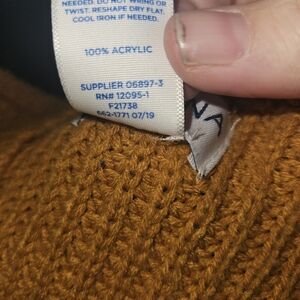 NEEDED. DO NOT WRING OR
TWIST. RESHAPE DRY FLAT.
COOL IRON IF NEEDED.
100% ACRYLIC
SUPPLIER 06897-3
RN# 12095-1
F21738
662-1771 07/19